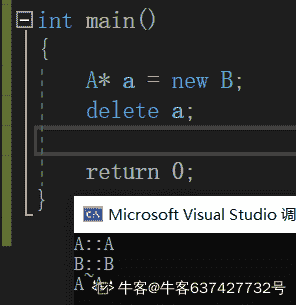 int main()
{
A* a = new B;
delete a;
return 0;
}
Microsoft Visual Studio 调
A::A
B::B
牛客@牛客637427732号